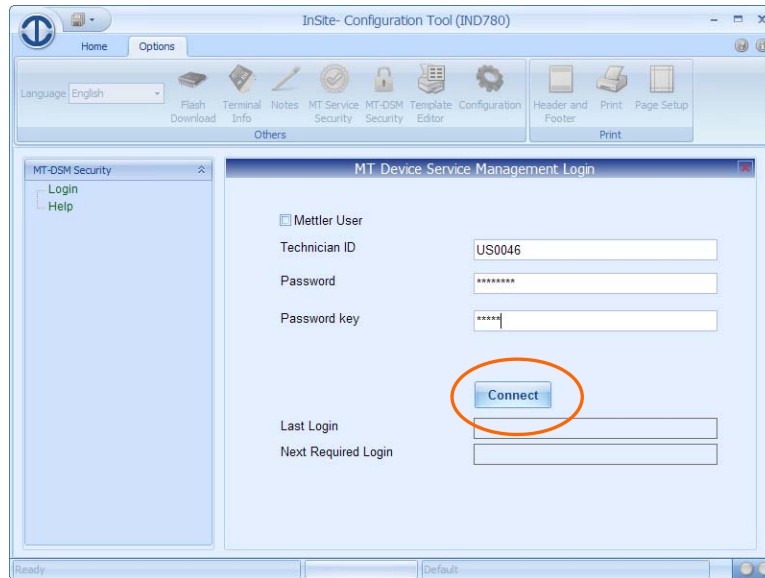 InSite- Configuration Tool (IND780)
Home Options
Language English
Flash Download
Terminal Info
Notes
MT Service Security
MT-DSM Security
Template Editor
Configuration
Header and Footer
Print
Page Setup
Others
Print
MT-DSM Security
Login
Help
MT Device Service Management Login
Mettler User
Technician ID US0046
Password ********
Password key *****
Connect
Last Login
Next Required Login
Ready
Default